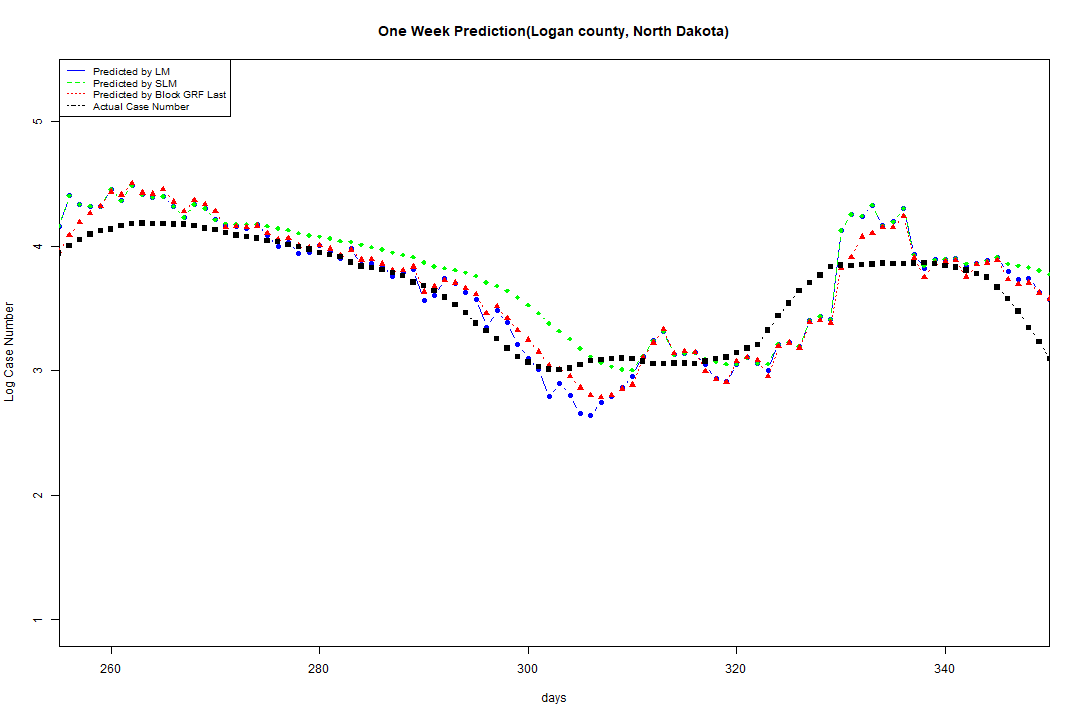 One Week Prediction(Logan county, North Dakota)
Predicted by LM
Predicted by SLM
Predicted by Block GRF Last
Actual Case Number
5
4
3
2
1
Log Case Number
260
280
300
320
340
days